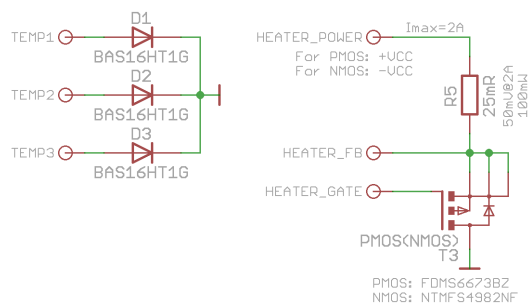 D1
TEMP1
BAS16HT1G
D2
TEMP2
BAS16HT1G
D3
TEMP3
BAS16HT1G
Imax=2A
HEATER_POWER
For PMOS: +VCC
For NMOS: -VCC
R5
25mR
50mV@2A
100mW
HEATER_FB
HEATER_GATE
PMOS(NMOS)
T3
PMOS: FDMS6673BZ
NMOS: NTMFS4982NF